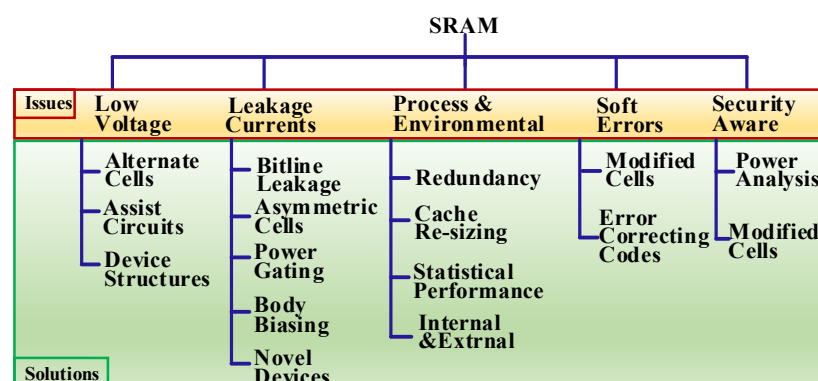 SRAM
Issues
Low
Voltage
Leakage
Currents
Process &
Environmental
Soft
Errors
Security
Aware
Alternate
Cells
Assist
Circuits
Device
Structures
Bitline
Leakage
Asymmetric
Cells
Power
Gating
Body
Biasing
Novel
Devices
Redundancy
Cache
Re-sizing
Statistical
Performance
Internal
&Extrnal
Modified
Cells
Error
Correcting
Codes
Power
Analysis
Modified
Cells
Solutions